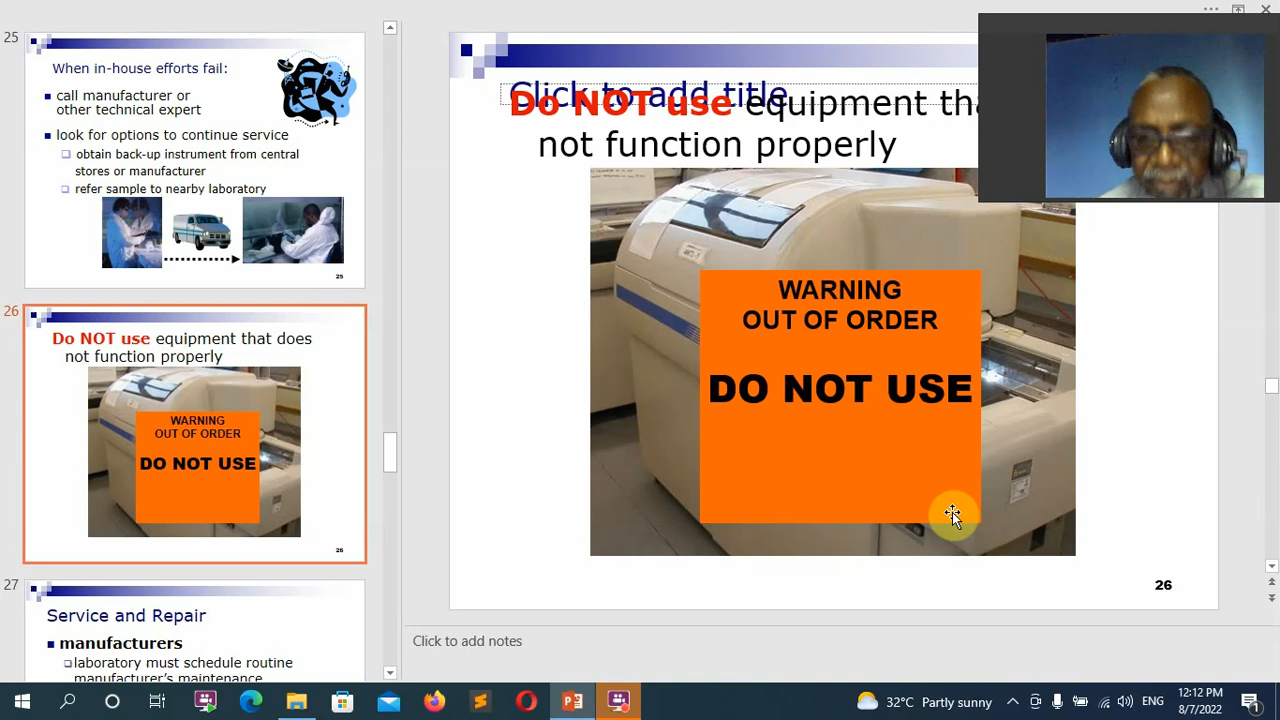 25
When in-house efforts fail:
call manufacturer or
other technical expert
look for options to continue service
obtain back-up instrument from central
stores or manufacturer
refer sample to nearby laboratory
25
26
Do NOT use equipment that does
not function properly
WARNING
OUT OF ORDER
DO NOT USE
26
27
Service and Repair
manufacturers
laboratory must schedule routine
manufacturer's maintenance
Click to add title
Do NOT use equipment tha
not function properly
WARNING
OUT OF ORDER
DO NOT USE
26
Click to add notes
32°C Partly sunny
ENG
12:12 PM
8/7/2022
1